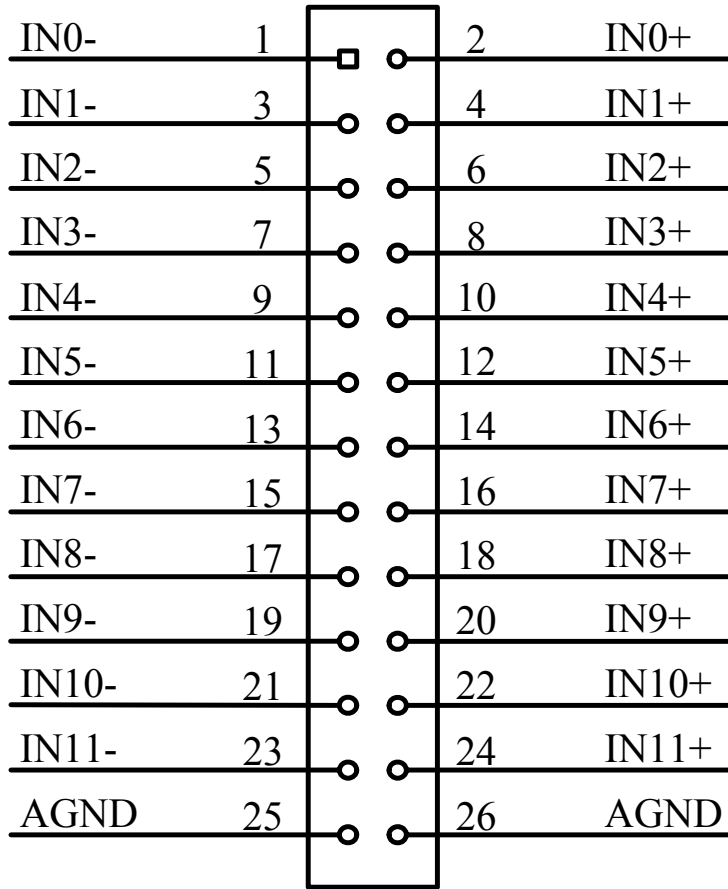 IN0- 1 2 IN0+
IN1- 3 4 IN1+
IN2- 5 6 IN2+
IN3- 7 8 IN3+
IN4- 9 10 IN4+
IN5- 11 12 IN5+
IN6- 13 14 IN6+
IN7- 15 16 IN7+
IN8- 17 18 IN8+
IN9- 19 20 IN9+
IN10- 21 22 IN10+
IN11- 23 24 IN11+
AGND 25 26 AGND